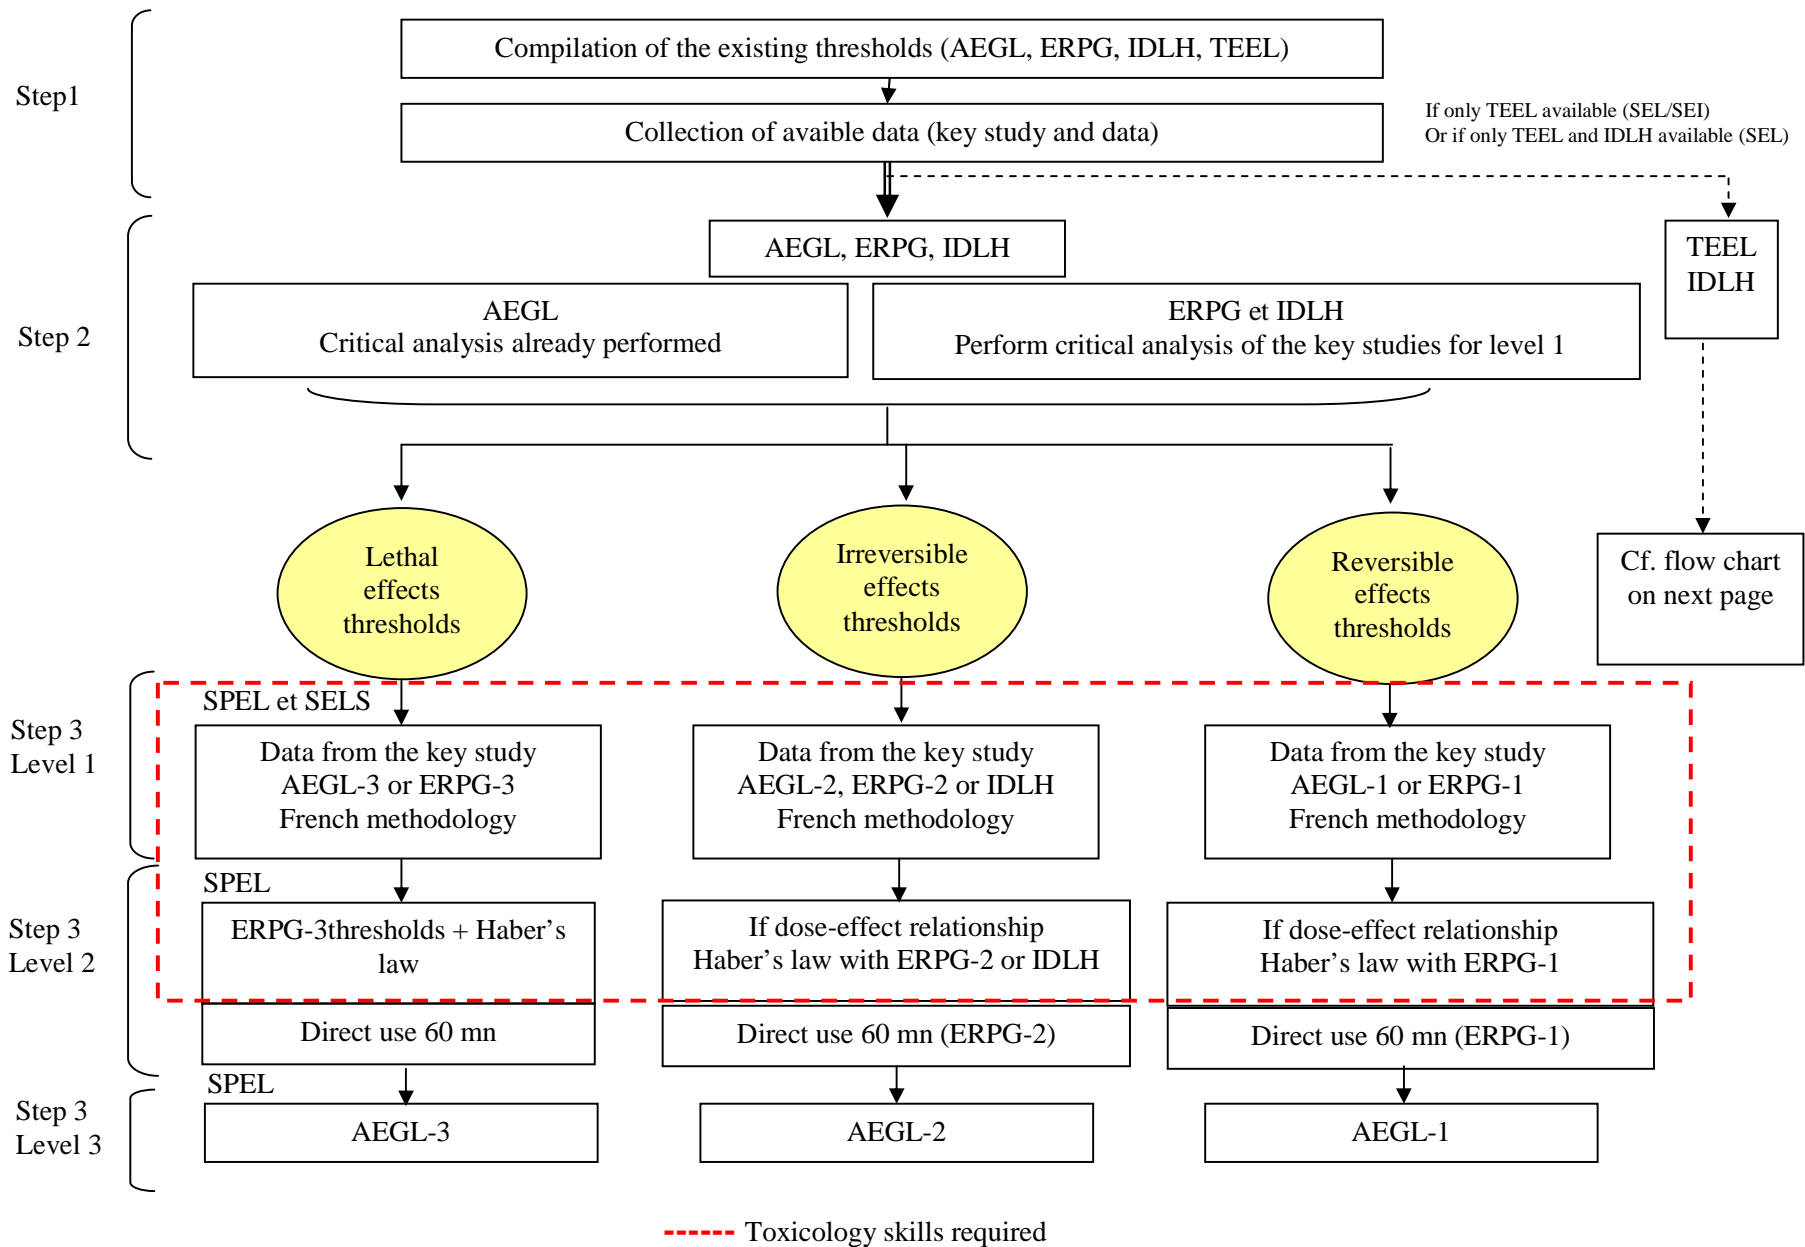 Step1
Compilation of the existing thresholds (AEGL, ERPG, IDLH, TEEL)
Collection of avaible data (key study and data)
If only TEEL available (SEL/SEI)
Or if only TEEL and IDLH available (SEL)
Step 2
AEGL, ERPG, IDLH
AEGL
Critical analysis already performed
ERPG et IDLH
Perform critical analysis of the key studies for level 1
TEEL
IDLH
Lethal
effects
thresholds
Irreversible
effects
thresholds
Reversible
effects
thresholds
Cf. flow chart
on next page
Step 3
Level 1
SPEL et SELS
Data from the key study
AEGL-3 or ERPG-3
French methodology
Data from the key study
AEGL-2, ERPG-2 or IDLH
French methodology
Data from the key study
AEGL-1 or ERPG-1
French methodology
Step 3
Level 2
SPEL
ERPG-3thresholds + Haber's
law
If dose-effect relationship
Haber's law with ERPG-2 or IDLH
If dose-effect relationship
Haber's law with ERPG-1
Direct use 60 mn
Direct use 60 mn (ERPG-2)
Direct use 60 mn (ERPG-1)
Step 3
Level 3
SPEL
AEGL-3
AEGL-2
AEGL-1
Toxicology skills required